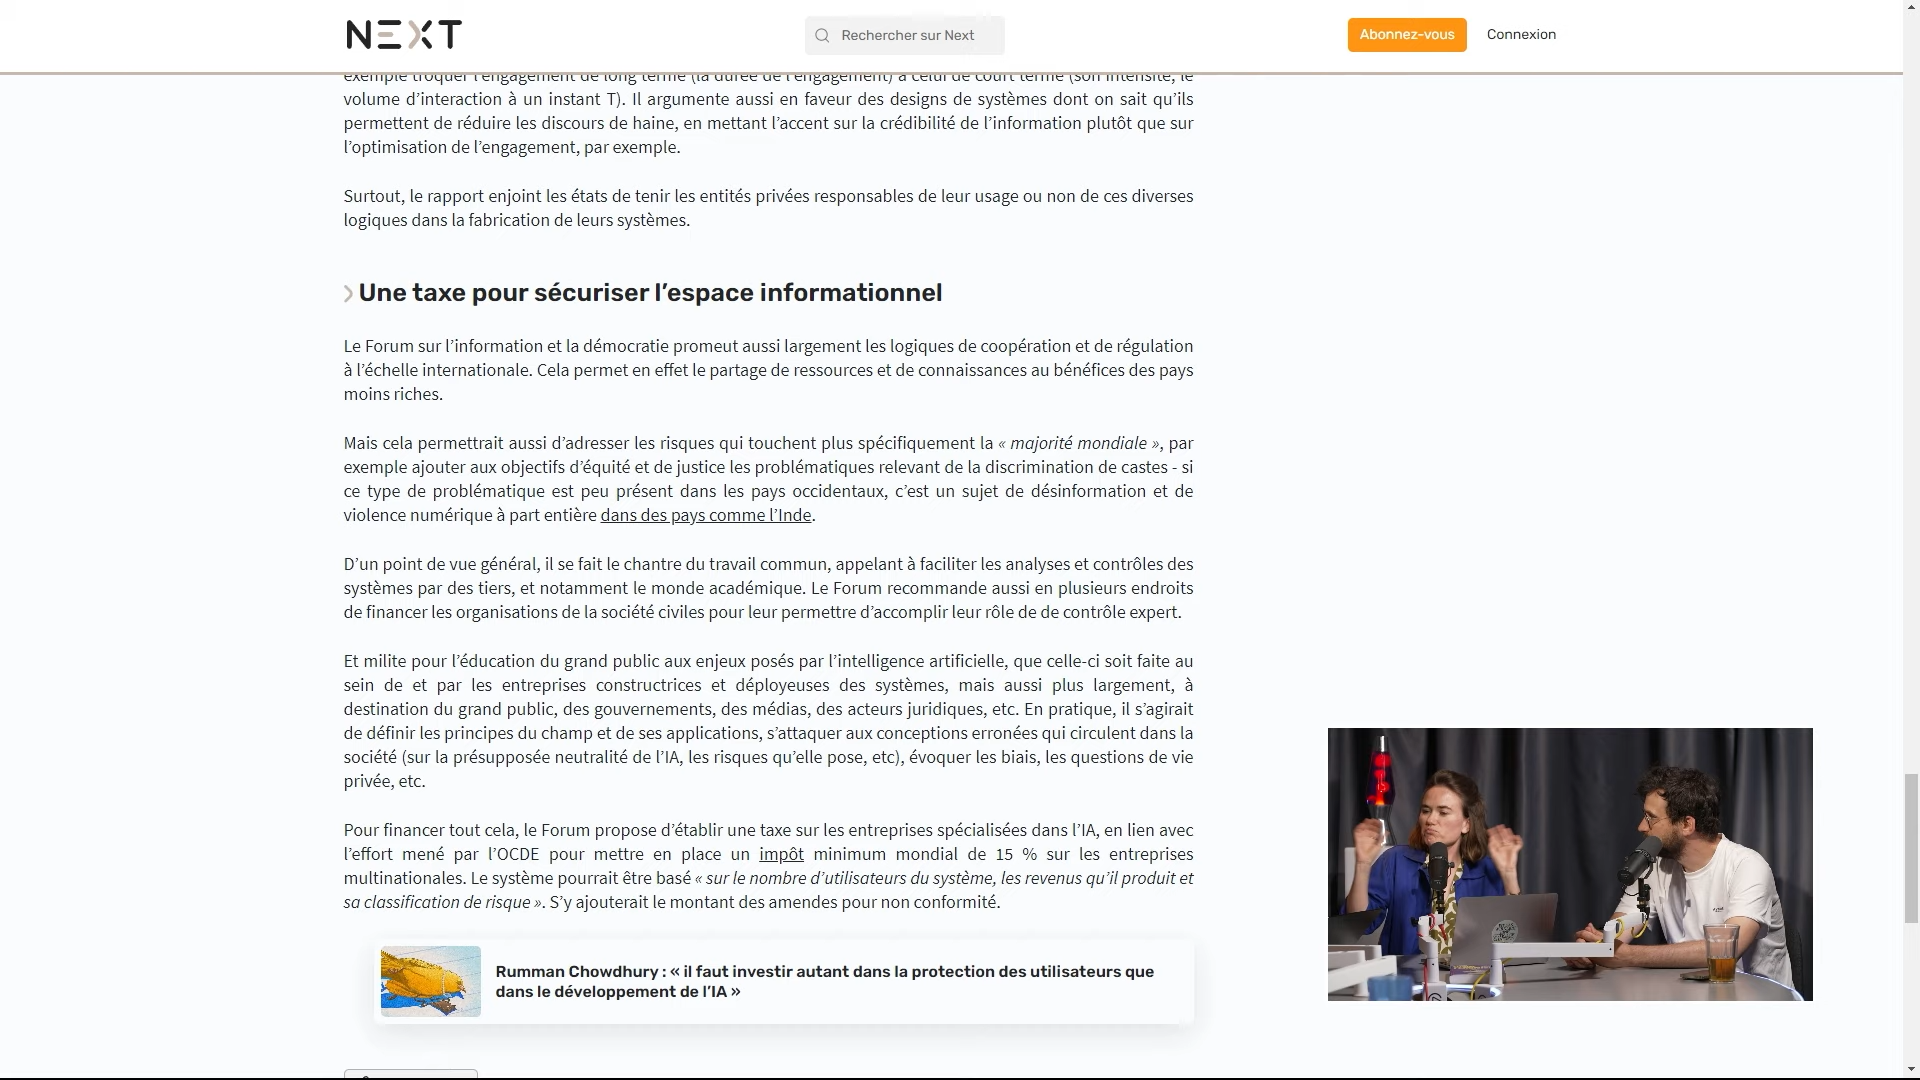 NEXT
Rechercher sur Next
Abonnez-vous
Connexion
exemple troquer l’engagement de long terme (la durée de l’engagement) à celui de court terme (son intensité, le
volume d’interaction à un instant T). Il argumente aussi en faveur des designs de systèmes dont on sait qu’ils
permettent de réduire les discours de haine, en mettant l’accent sur la crédibilité de l’information plutôt que sur
l’optimisation de l’engagement, par exemple.
Surtout, le rapport enjoint les états de tenir les entités privées responsables de leur usage ou non de ces diverses
logiques dans la fabrication de leurs systèmes.
Une taxe pour sécuriser l’espace informationnel
Le Forum sur l’information et la démocratie promeut aussi largement les logiques de coopération et de régulation
à l’échelle internationale. Cela permet en effet le partage de ressources et de connaissances au bénéfices des pays
moins riches.
Mais cela permettrait aussi d’adresser les risques qui touchent plus spécifiquement la « majorité mondiale », par
exemple ajouter aux objectifs d’équité et de justice les problématiques relevant de la discrimination de castes - si
ce type de problématique est peu présent dans les pays occidentaux, c’est un sujet de désinformation et de
violence numérique à part entière dans des pays comme l’Inde.
D’un point de vue général, il se fait le chantre du travail commun, appelant à faciliter les analyses et contrôles des
systèmes par des tiers, et notamment le monde académique. Le Forum recommande aussi en plusieurs endroits
de financer les organisations de la société civiles pour leur permettre d’accomplir leur rôle de de contrôle expert.
Et milite pour l’éducation du grand public aux enjeux posés par l’intelligence artificielle, que celle-ci soit faite au
sein de et par les entreprises constructrices et déployeuses des systèmes, mais aussi plus largement, à
destination du grand public, des gouvernements, des médias, des acteurs juridiques, etc. En pratique, il s’agirait
de définir les principes du champ et de ses applications, s’attaquer aux conceptions erronées qui circulent dans la
société (sur la présupposée neutralité de l’IA, les risques qu’elle pose, etc), évoquer les biais, les questions de vie
privée, etc.
Pour financer tout cela, le Forum propose d’établir une taxe sur les entreprises spécialisées dans l’IA, en lien avec
l’effort mené par l’OCDE pour mettre en place un impôt minimum mondial de 15 % sur les entreprises
multinationales. Le système pourrait être basé « sur le nombre d’utilisateurs du système, les revenus qu’il produit et
sa classification de risque ». S’y ajouterait le montant des amendes pour non conformité.
Rumman Chowdhury : « il faut investir autant dans la protection des utilisateurs que
dans le développement de l’IA »